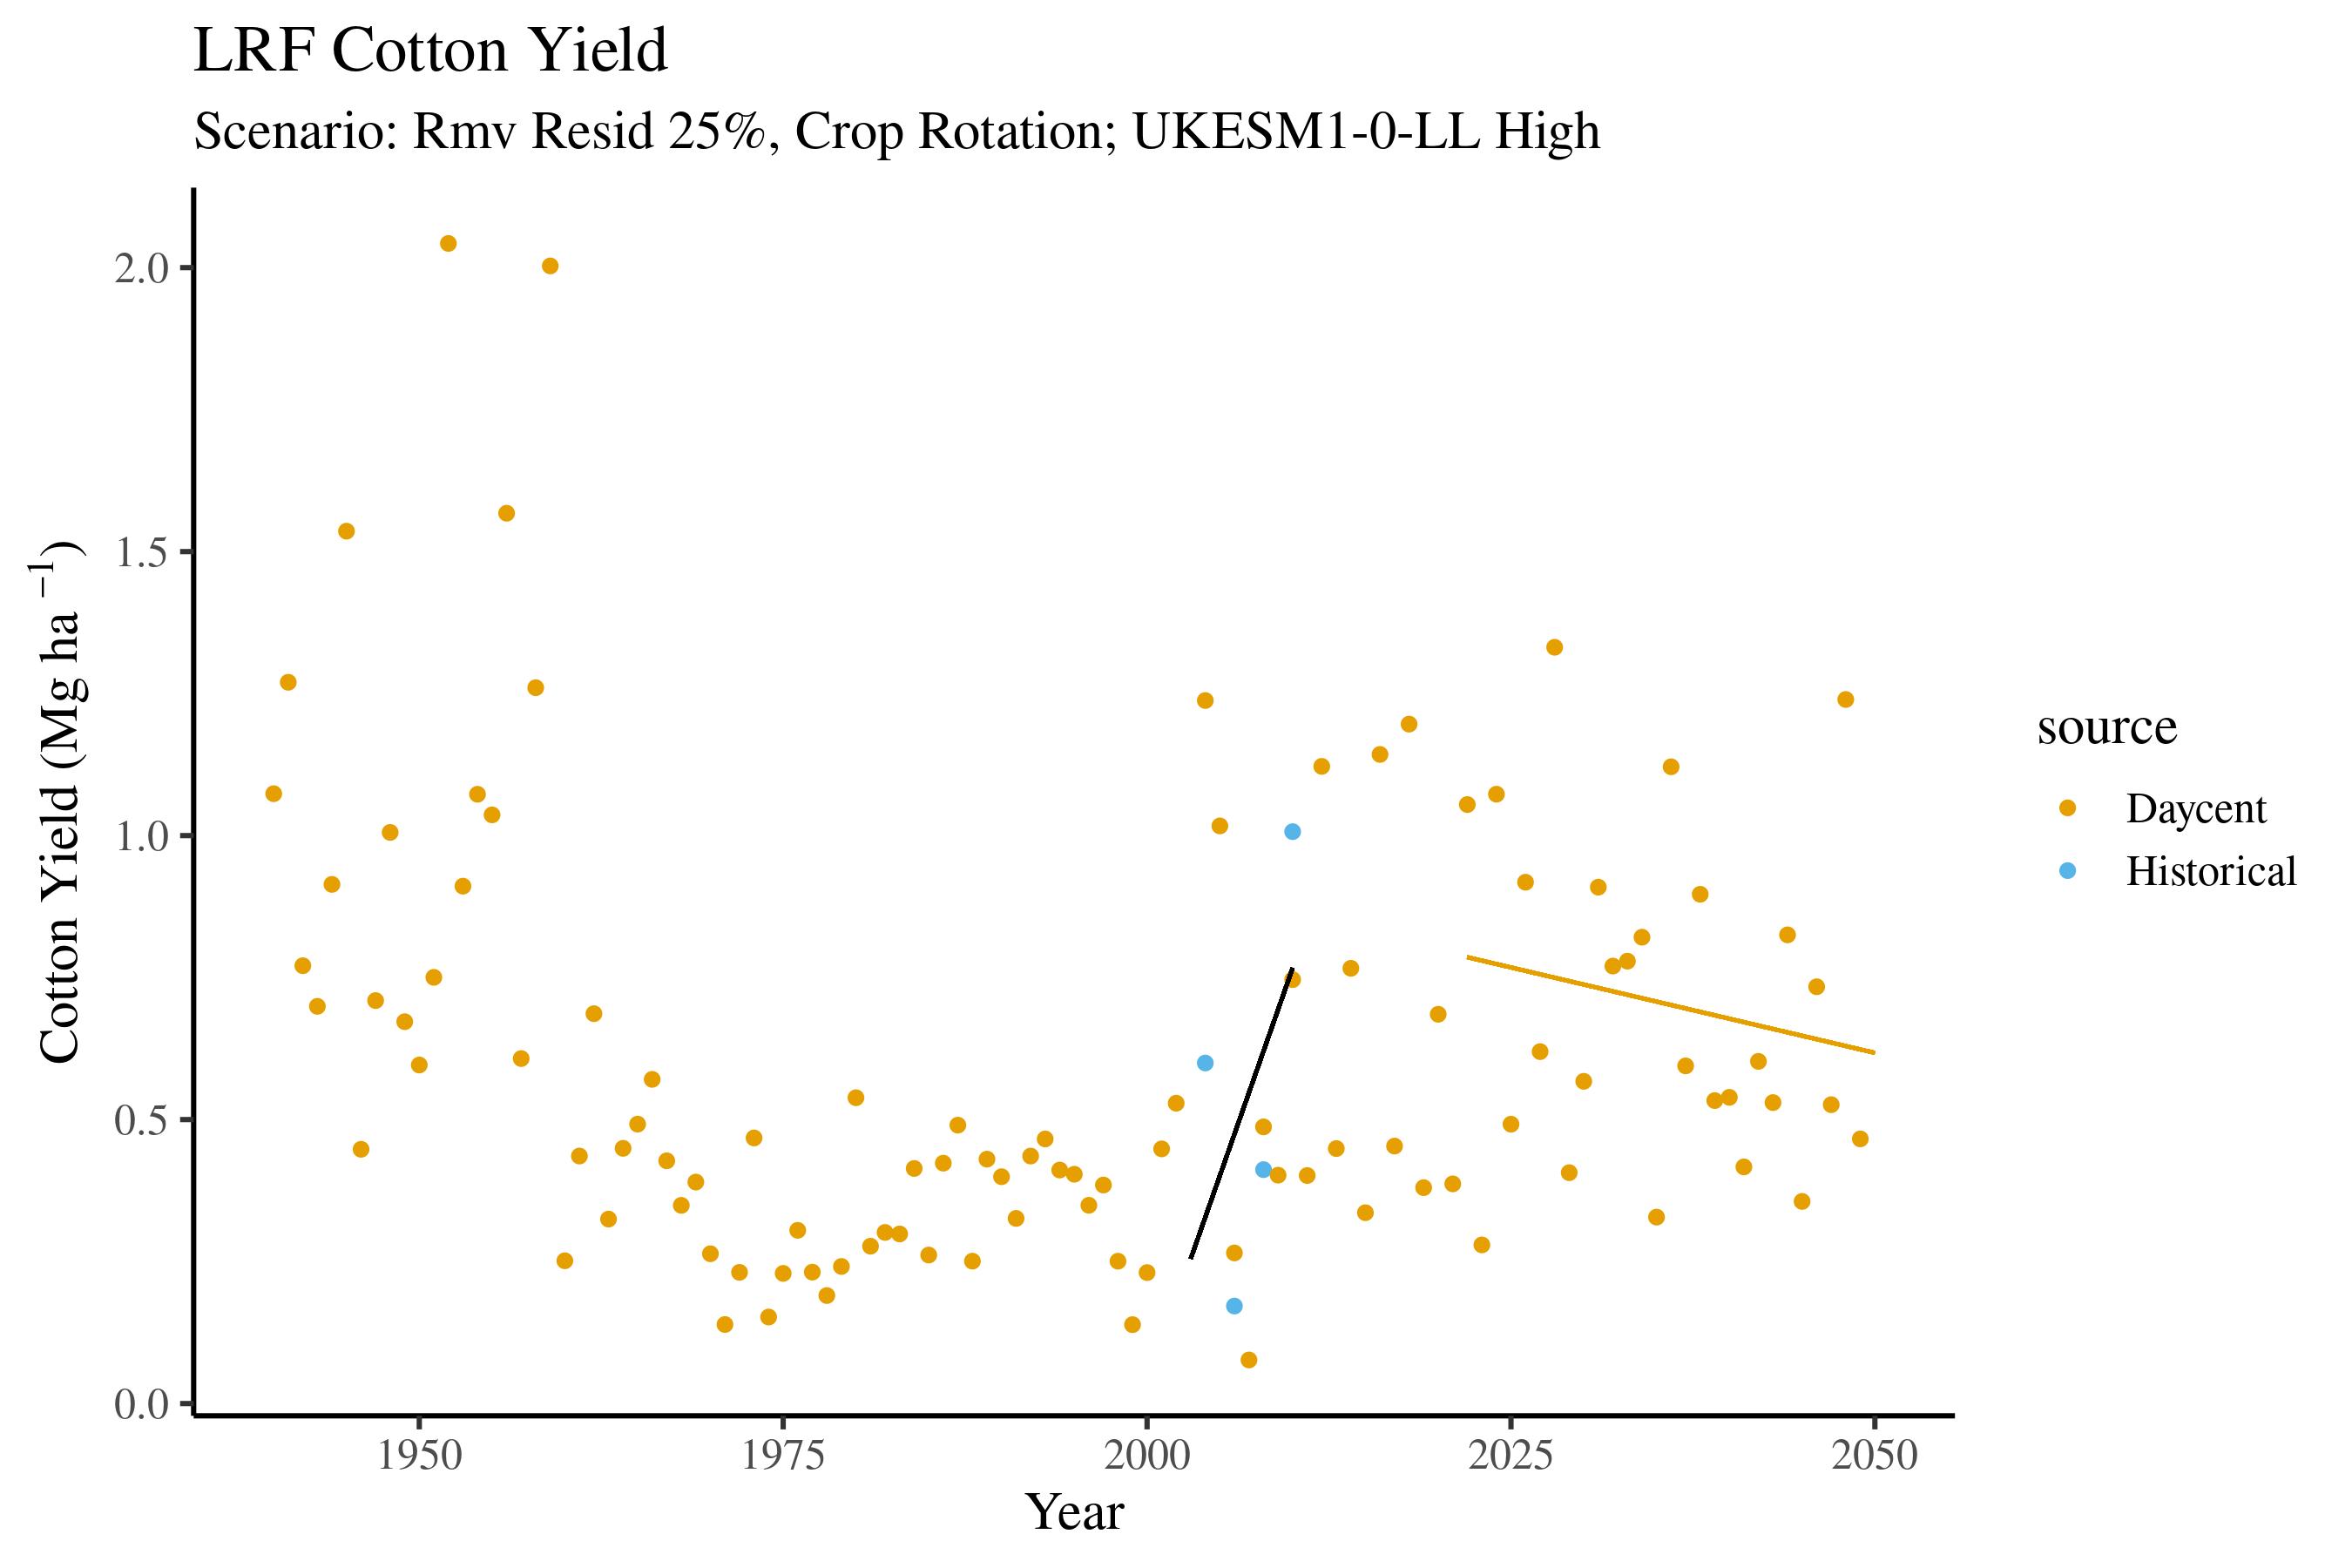 LRF Cotton Yield
Scenario: Rmv Resid 25%, Crop Rotation; UKESM1-0-LL High
Cotton Yield (Mg ha −1)
2.0
1.5
1.0
0.5
0.0
1950 1975 2000 2025 2050
Year
source
Daycent
Historical